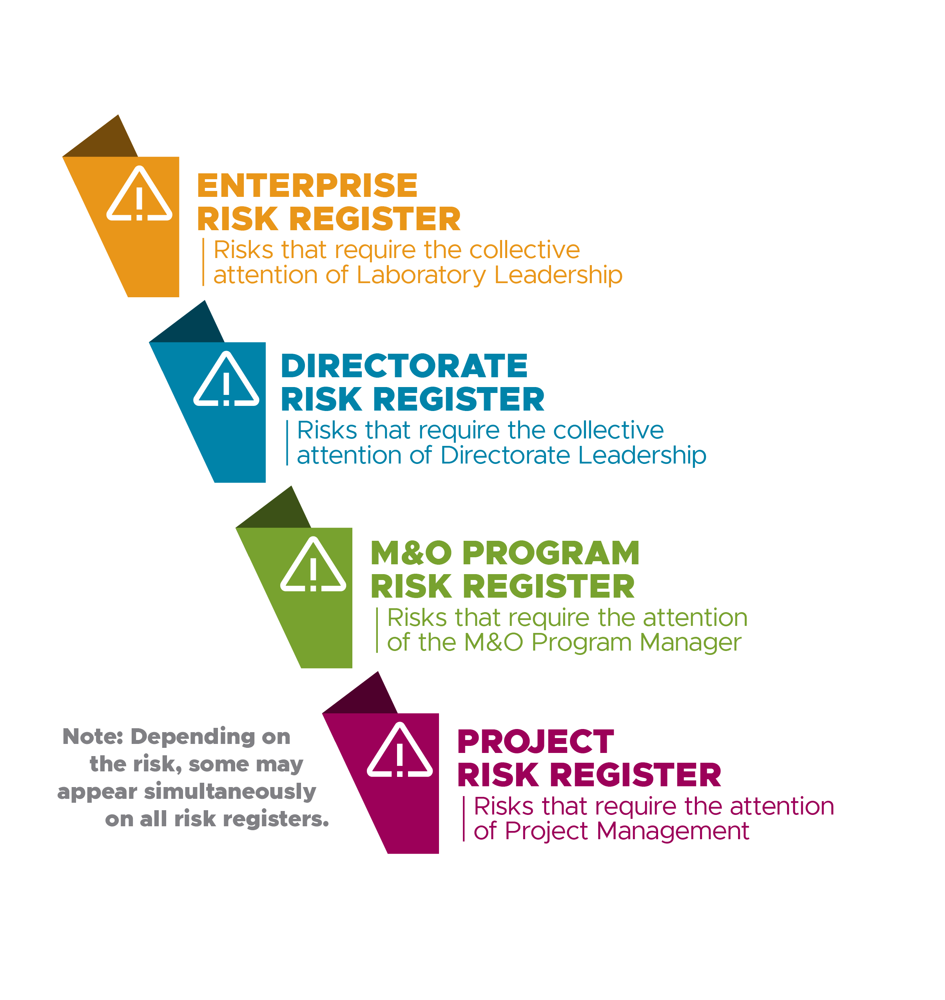 ENTERPRISE
RISK REGISTER
Risks that require the collective
attention of Laboratory Leadership
DIRECTORATE
RISK REGISTER
Risks that require the collective
attention of Directorate Leadership
M&O PROGRAM
RISK REGISTER
Risks that require the attention
of the M&O Program Manager
PROJECT
RISK REGISTER
Risks that require the attention
of Project Management
Note: Depending on
the risk, some may
appear simultaneously
on all risk registers.